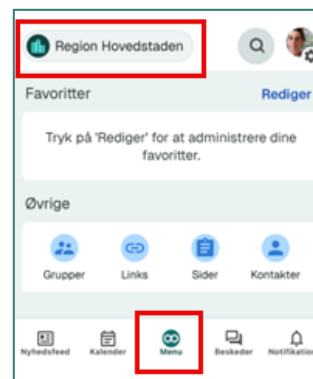 Region Hovedstaden
Favoritter Rediger
Tryk på 'Rediger' for at administrere dine
favoritter.
Øvrige
Grupper Links Sider Kontakter
Nyhedsfeed Kalender Menu Beskeder Notifikation